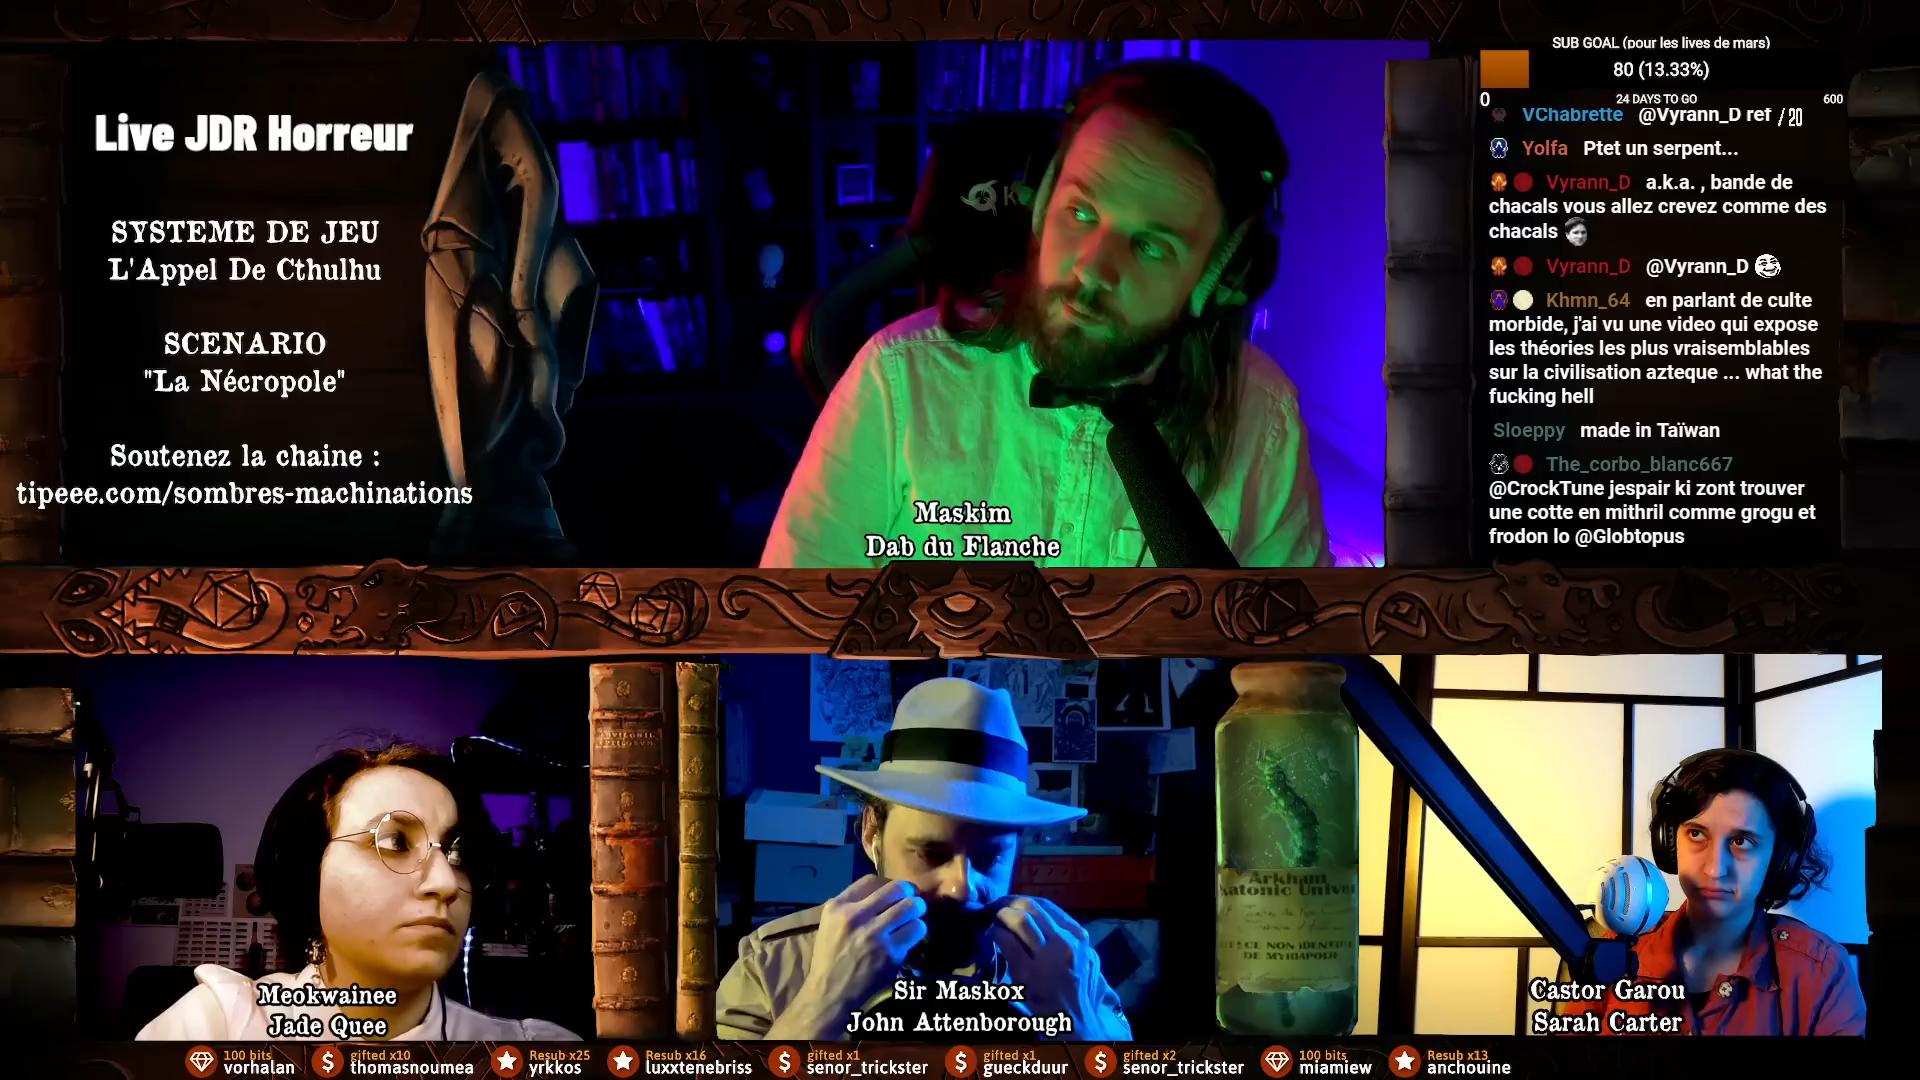 Live JDR Horreur
SYSTEME DE JEU
L'Appel De Cthulhu
SCENARIO
"La Nécropole"
Soutenez la chaine :
tipeee.com/sombres-machinations
Maskim
Dab du Flanche
SUB GOAL (pour les lives de mars)
80 (13.33%)
0
24 DAYS TO GO
600
VChabrette @Vyrann_D ref /20
Yolfa Ptet un serpent...
Vyrann_D a.k.a. , bande de
chacals vous allez crevez comme des
chacals
Vyrann_D @Vyrann_D
Khmn_64 en parlant de culte
morbide, j'ai vu une video qui expose
les théories les plus vraisemblables
sur la civilisation azteque ... what the
fucking hell
Sloeppy made in Taïwan
The_corbo_blanc667
@CrockTune jespair ki zont trouver
une cotte en mithril comme grogu et
frodon lo @Globtopus
Meokwainee
Jade Quee
Sir Maskox
John Attenborough
Arkham
katonic Univer
NON IDENTI
DE MYRIAPODE
Castor Garou
Sarah Carter
100 bits
vorhalan
gifted x10
thomasnoumea
Resub x25
yrkkos
Resub x16
luxxtenebriss
gifted x1
senor_trickster
gifted x1
gueckduur
gifted x2
senor_trickster
100 bits
miamiew
Resub x13
anchouine